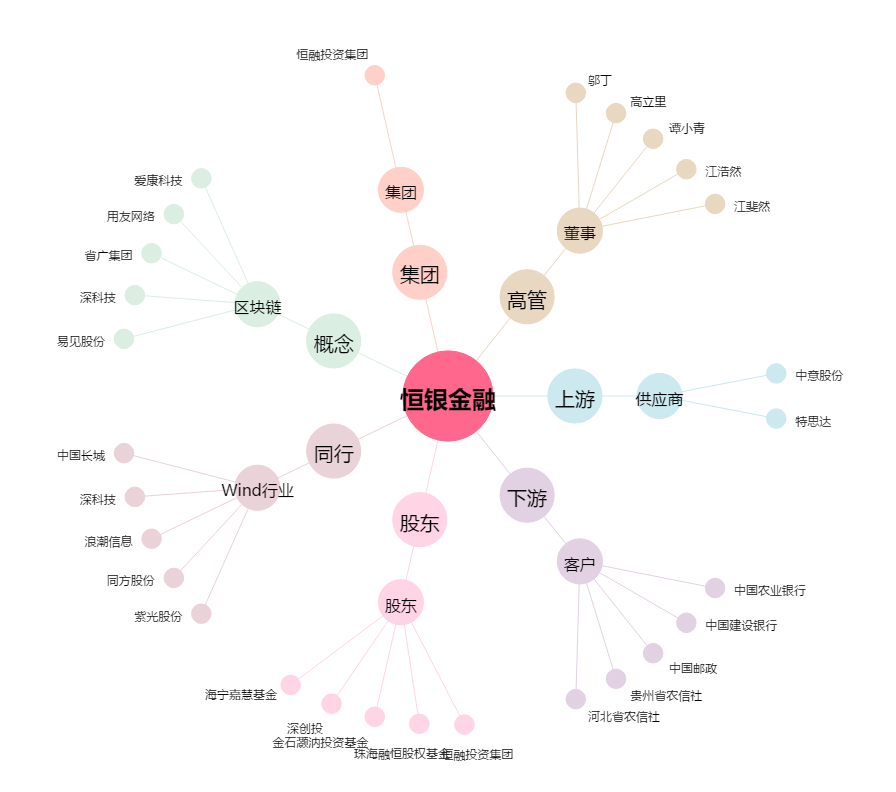 恒融投资集团
邬丁
高立里
谭小青
江浩然
江斐然
爱康科技
用友网络
省广集团
深科技
易见股份
集团
集团
董事
高管
区块链
概念
恒银金融
上游
供应商
中意股份
特思达
同行
Wind行业
中国长城
深科技
浪潮信息
同方股份
紫光股份
股东
股东
下游
客户
中国农业银行
中国建设银行
中国邮政
贵州省农信社
河北省农信社
海宁嘉慧基金
深创投
金石灏汭投资基金
珠海融恒股权基金
恒融投资集团